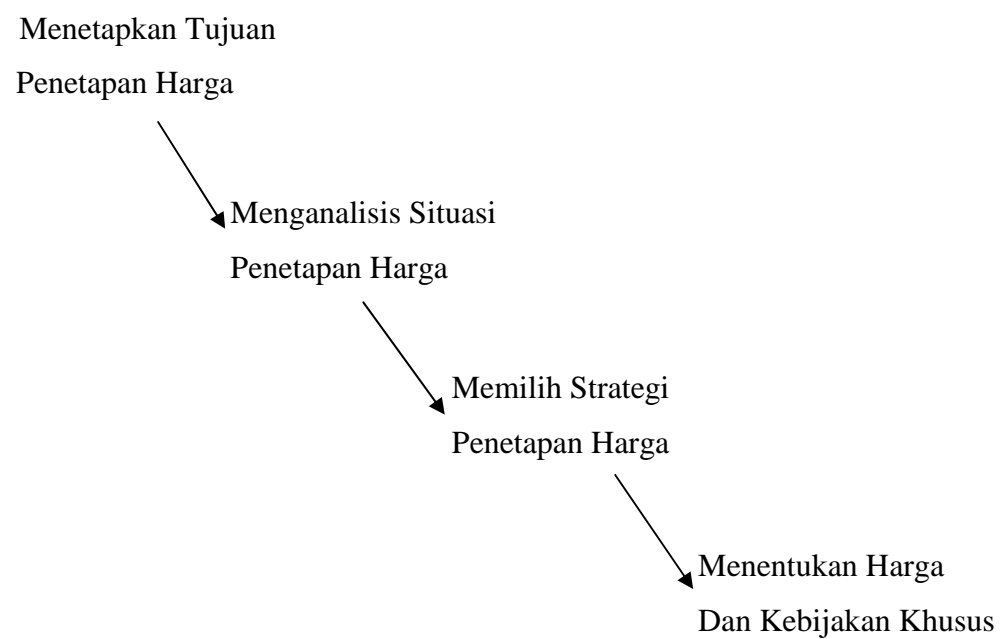 Menetapkan Tujuan
Penetapan Harga
Menganalisis Situasi
Penetapan Harga
Memilih Strategi
Penetapan Harga
Menentukan Harga
Dan Kebijakan Khusus